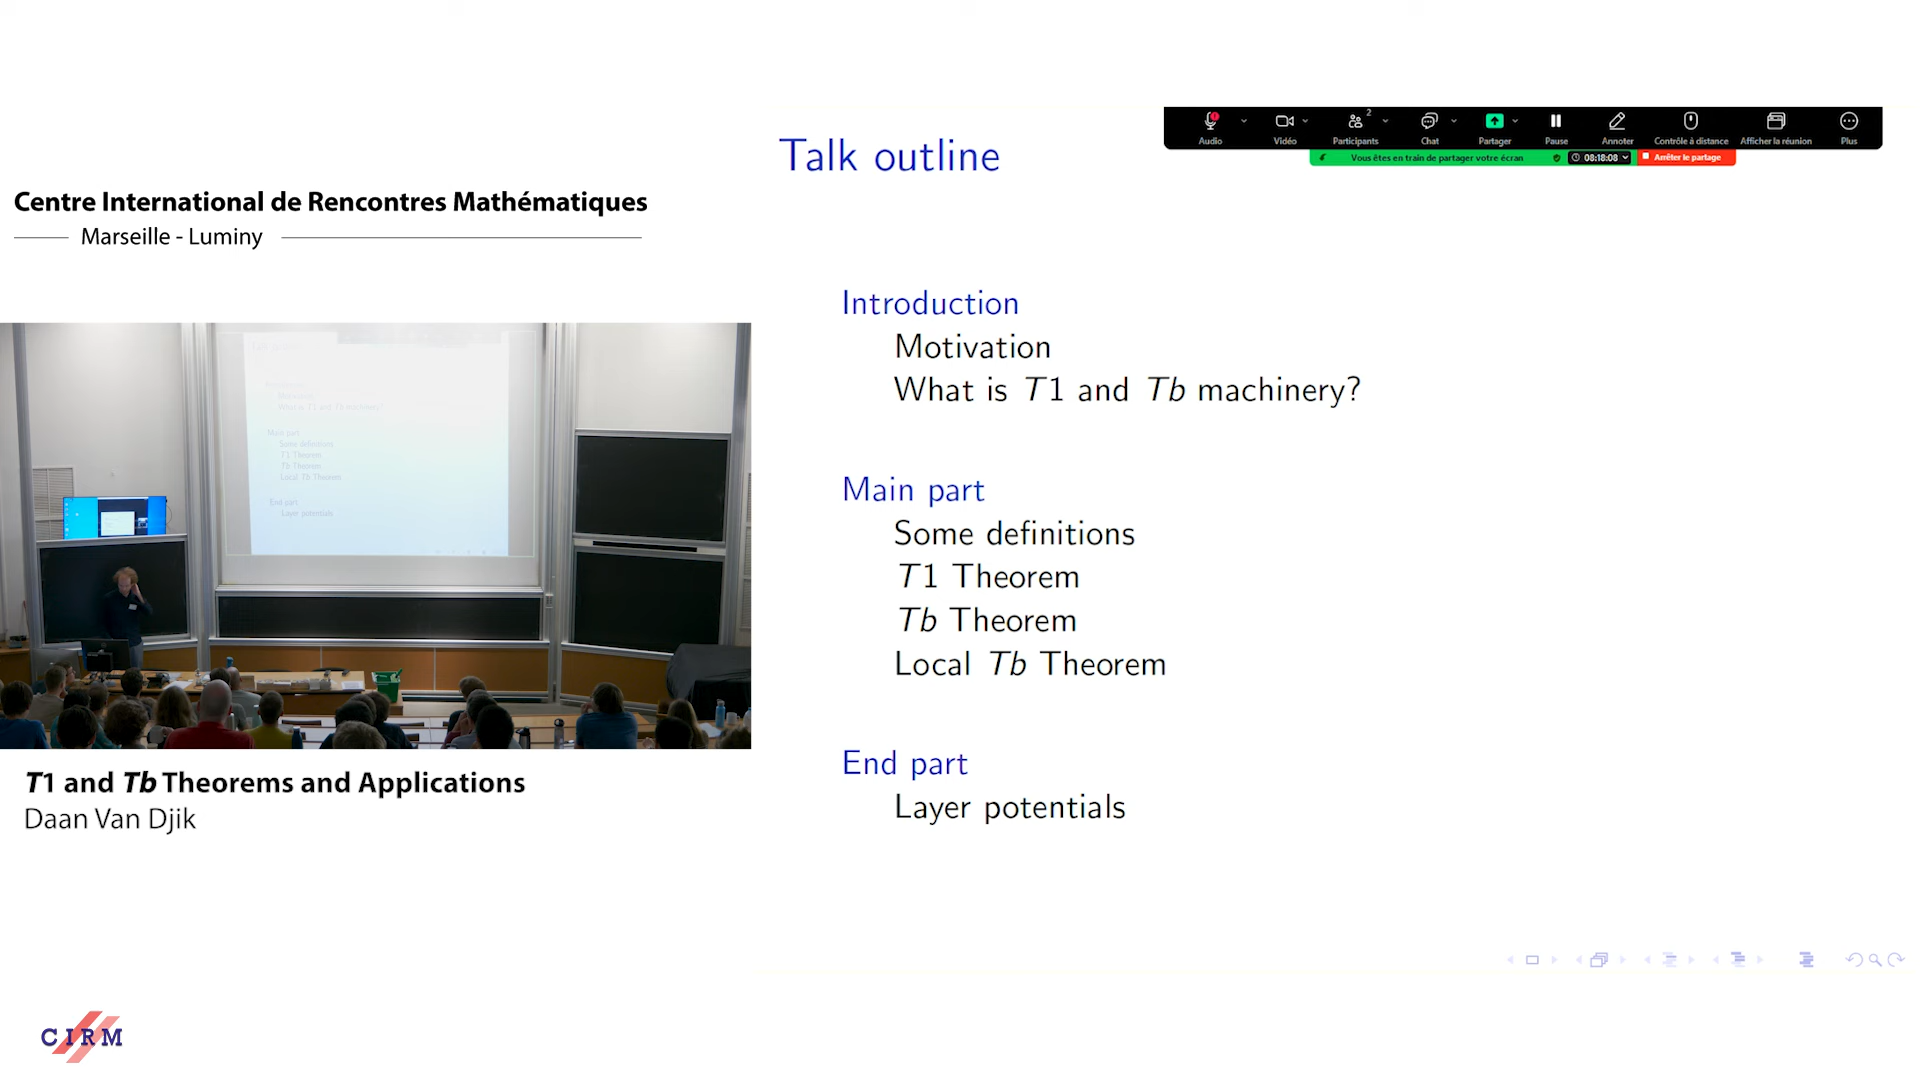 Centre International de Rencontres Mathématiques
Marseille - Luminy
T1 and Tb Theorems and Applications
Daan Van Djik
CIRM
Talk outline
Introduction
Motivation
What is T1 and Tb machinery?
Main part
Some definitions
T1 Theorem
Tb Theorem
Local Tb Theorem
End part
Layer potentials
2
Audio Vidéo Participants Chat Partager Pause Annoter Contrôle à distance Afficher la réunion Plus
Vous êtes en train de partager votre écran 08:18:08 Arrêter le partage